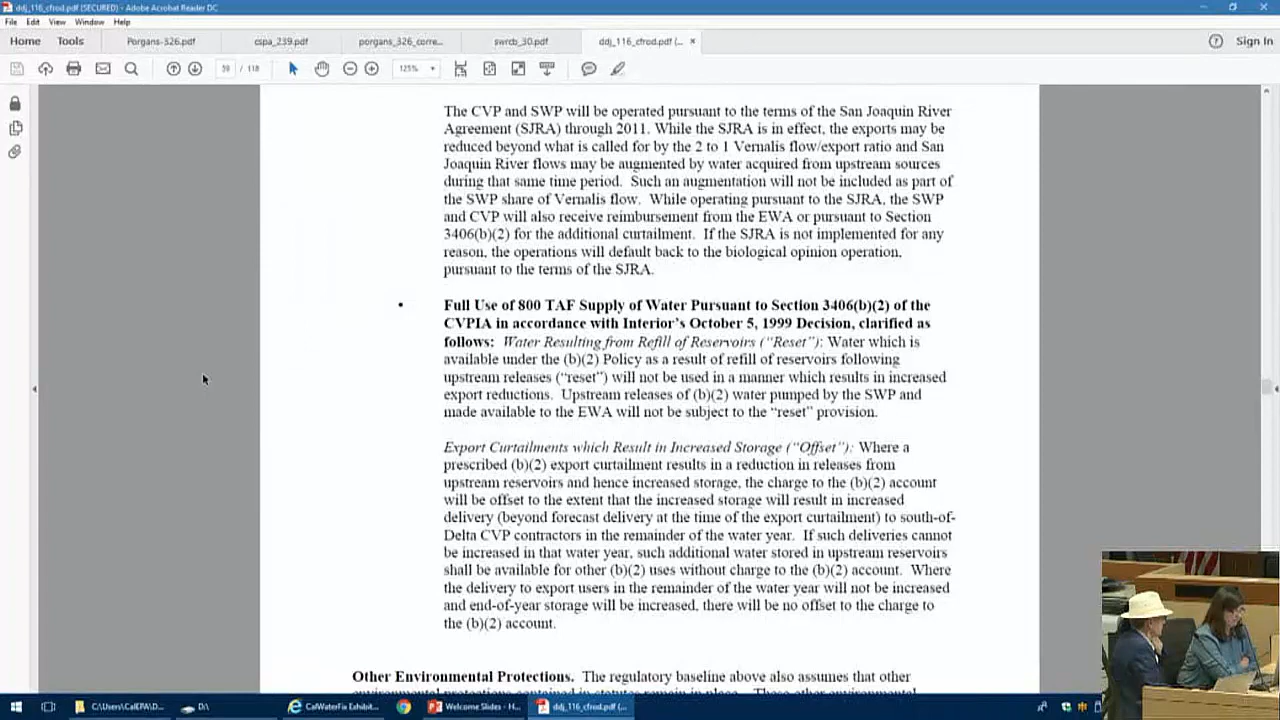 ddj_116_cfrod.pdf (SECURED) - Adobe Acrobat Reader DC
File Edit View Window Help
Home Tools Porgans-326.pdf cspa_239.pdf porgans_326_corre... swrcb_30.pdf ddj_116_cfrod.pdf (... × Sign In
59 / 118 125%
The CVP and SWP will be operated pursuant to the terms of the San Joaquin River
Agreement (SJRA) through 2011. While the SJRA is in effect, the exports may be
reduced beyond what is called for by the 2 to 1 Vernalis flow/export ratio and San
Joaquin River flows may be augmented by water acquired from upstream sources
during that same time period. Such an augmentation will not be included as part of
the SWP share of Vernalis flow. While operating pursuant to the SJRA, the SWP
and CVP will also receive reimbursement from the EWA or pursuant to Section
3406(b)(2) for the additional curtailment. If the SJRA is not implemented for any
reason, the operations will default back to the biological opinion operation,
pursuant to the terms of the SJRA.
• Full Use of 800 TAF Supply of Water Pursuant to Section 3406(b)(2) of the
CVPIA in accordance with Interior's October 5, 1999 Decision, clarified as
follows: Water Resulting from Refill of Reservoirs ("Reset"): Water which is
available under the (b)(2) Policy as a result of refill of reservoirs following
upstream releases ("reset") will not be used in a manner which results in increased
export reductions. Upstream releases of (b)(2) water pumped by the SWP and
made available to the EWA will not be subject to the "reset" provision.
Export Curtailments which Result in Increased Storage ("Offset"): Where a
prescribed (b)(2) export curtailment results in a reduction in releases from
upstream reservoirs and hence increased storage, the charge to the (b)(2) account
will be offset to the extent that the increased storage will result in increased
delivery (beyond forecast delivery at the time of the export curtailment) to south-of-
Delta CVP contractors in the remainder of the water year. If such deliveries cannot
be increased in that water year, such additional water stored in upstream reservoirs
shall be available for other (b)(2) uses without charge to the (b)(2) account. Where
the delivery to export users in the remainder of the water year will not be increased
and end-of-year storage will be increased, there will be no offset to the charge to
the (b)(2) account.
Other Environmental Protections. The regulatory baseline above also assumes that other
C:\Users\CalEPA\D... D:\ CalWaterFix Exhibit... Welcome Slides - H... ddj_116_cfrod.pdf (...